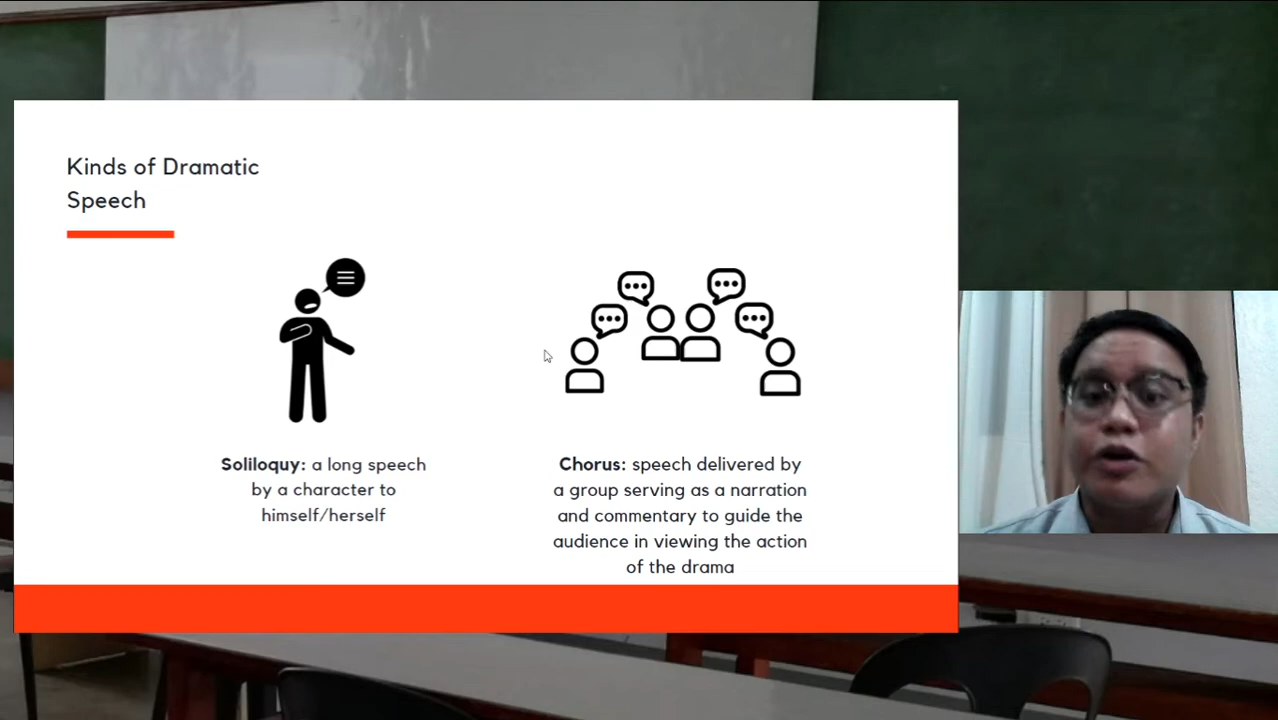 Kinds of Dramatic
Speech
Soliloquy: a long speech
by a character to
himself/herself
Chorus: speech delivered by
a group serving as a narration
and commentary to guide the
audience in viewing the action
of the drama